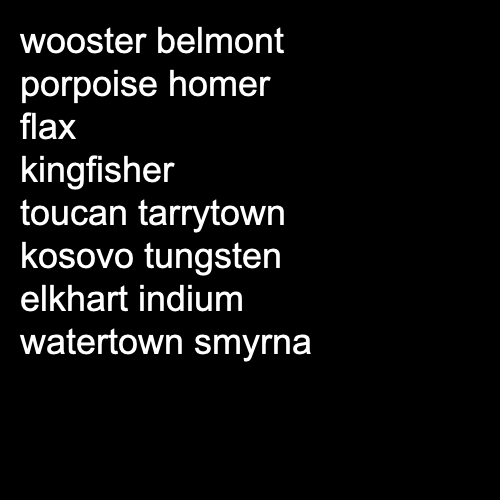 wooster belmont
porpoise homer
flax
kingfisher
toucan tarrytown
kosovo tungsten
elkhart indium
watertown smyrna